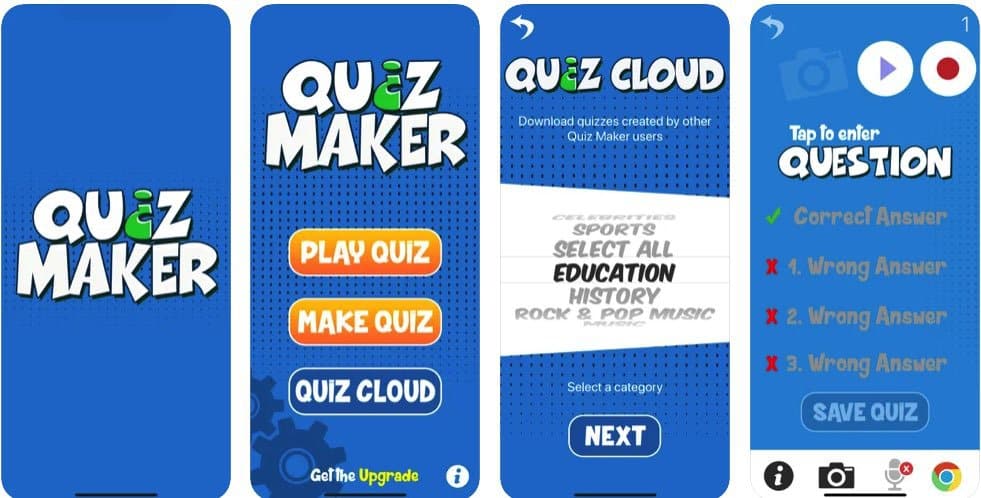 QUiZ
MAKER
QUiZ
MAKER
PLAY QUIZ
MAKE QUIZ
QUIZ CLOUD
Get the Upgrade
i
QUiZ CLOUD
Download quizzes created by other
Quiz Maker users
CELEBRITIES
SPORTS
SELECT ALL
EDUCATION
HISTORY
ROCK & POP MUSIC
MUSIC
Select a category
NEXT
1
Tap to enter
QUESTION
Correct Answer
1. Wrong Answer
2. Wrong Answer
3. Wrong Answer
SAVE QUIZ
i